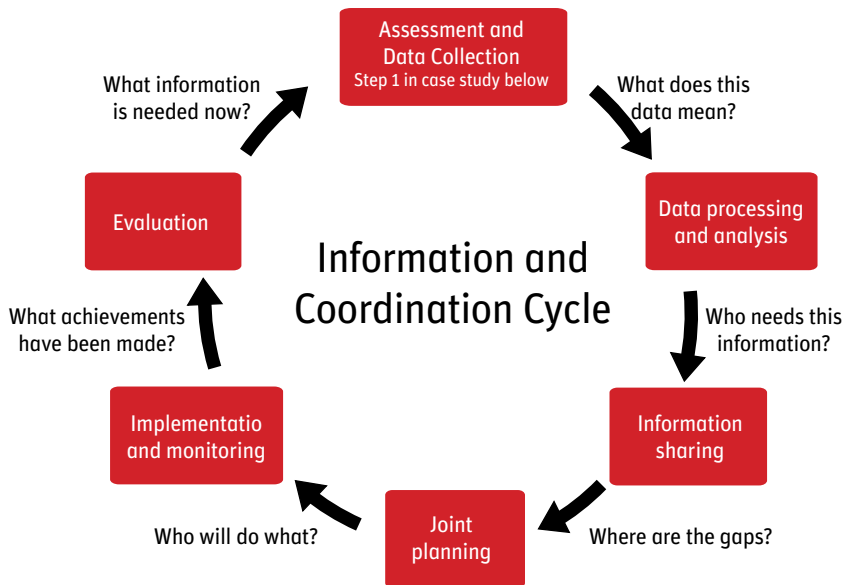 Assessment and
Data Collection
Step 1 in case study below
What does this
data mean?
Data processing
and analysis
Who needs this
information?
Information
sharing
Where are the gaps?
Joint
planning
Who will do what?
Implementatio
and monitoring
What achievements
have been made?
Evaluation
What information
is needed now?
Information and
Coordination Cycle